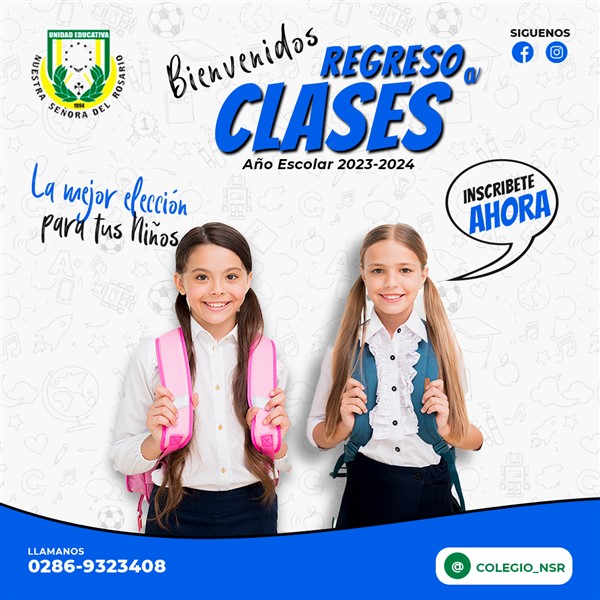 UNIDAD EDUCATIVA
NUESTRA SEÑORA DEL ROSARIO
1894
Bienvenidos
REGRESO a
CLASES
Año Escolar 2023-2024
SIGUENOS
La mejor elección
para tus Niños
INSCRIBETE
AHORA
LLAMANOS
0286-9323408
@ COLEGIO_NSR